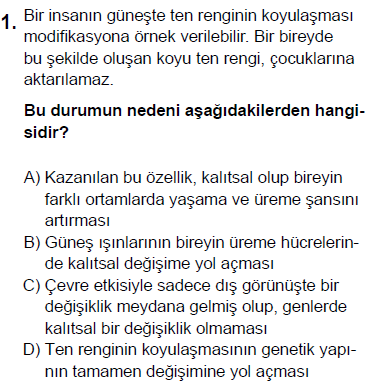 1. Bir insanın güneşte ten renginin koyulaşması
modifikasyona örnek verilebilir. Bir bireyde
bu şekilde oluşan koyu ten rengi, çocuklarına
aktarılamaz.
Bu durumun nedeni aşağıdakilerden hangi-
sidir?
A) Kazanılan bu özellik, kalıtsal olup bireyin
farklı ortamlarda yaşama ve üreme şansını
artırması
B) Güneş ışınlarının bireyin üreme hücrelerin-
de kalıtsal değişime yol açması
C) Çevre etkisiyle sadece dış görünüşte bir
değişiklik meydana gelmiş olup, genlerde
kalıtsal bir değişiklik olmaması
D) Ten renginin koyulaşmasının genetik yapı-
nın tamamen değişimine yol açması